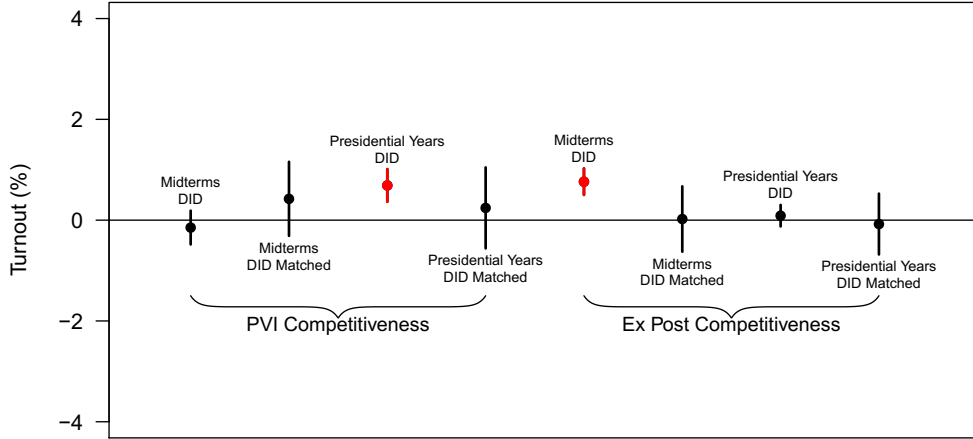 Turnout (%)
4
2
0
−2
−4
Midterms
DID
Midterms
DID Matched
Presidential Years
DID
Presidential Years
DID Matched
PVI Competitiveness
Midterms
DID
Midterms
DID Matched
Presidential Years
DID
Presidential Years
DID Matched
Ex Post Competitiveness